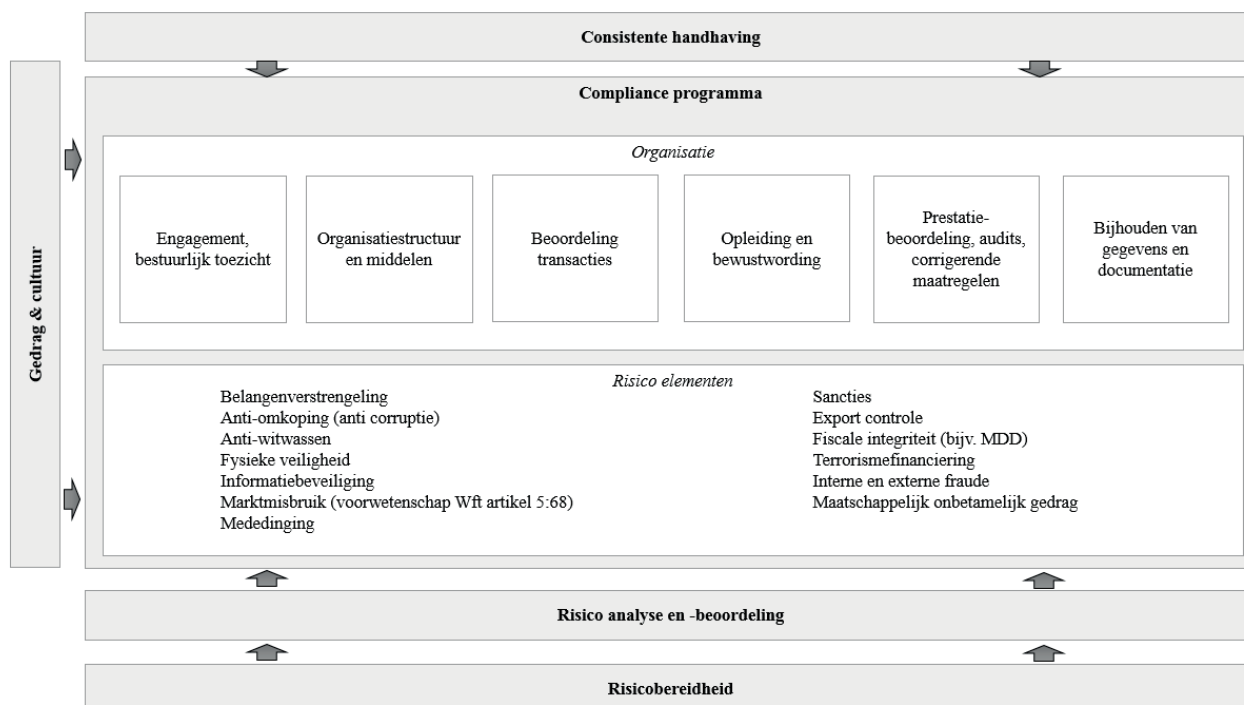 Consistente handhaving
Compliance programma
Gedrag & cultuur
Organisatie
Engagement,
bestuurlijk toezicht
Organisatiestructuur
en middelen
Beoordeling
transacties
Opleiding en
bewustwording
Prestatie-
beoordeling, audits,
corrigerende
maatregelen
Bijhouden van
gegevens en
documentatie
Risico elementen
Belangenverstrengeling
Anti-omkoping (anti corruptie)
Anti-witwassen
Fysieke veiligheid
Informatiebeveiliging
Marktmisbruik (voorwetenschap Wft artikel 5:68)
Mededinging
Sancties
Export controle
Fiscale integriteit (bijv. MDD)
Terrorismefinanciering
Interne en externe fraude
Maatschappelijk onbetamelijk gedrag
Risico analyse en -beoordeling
Risicobereidheid